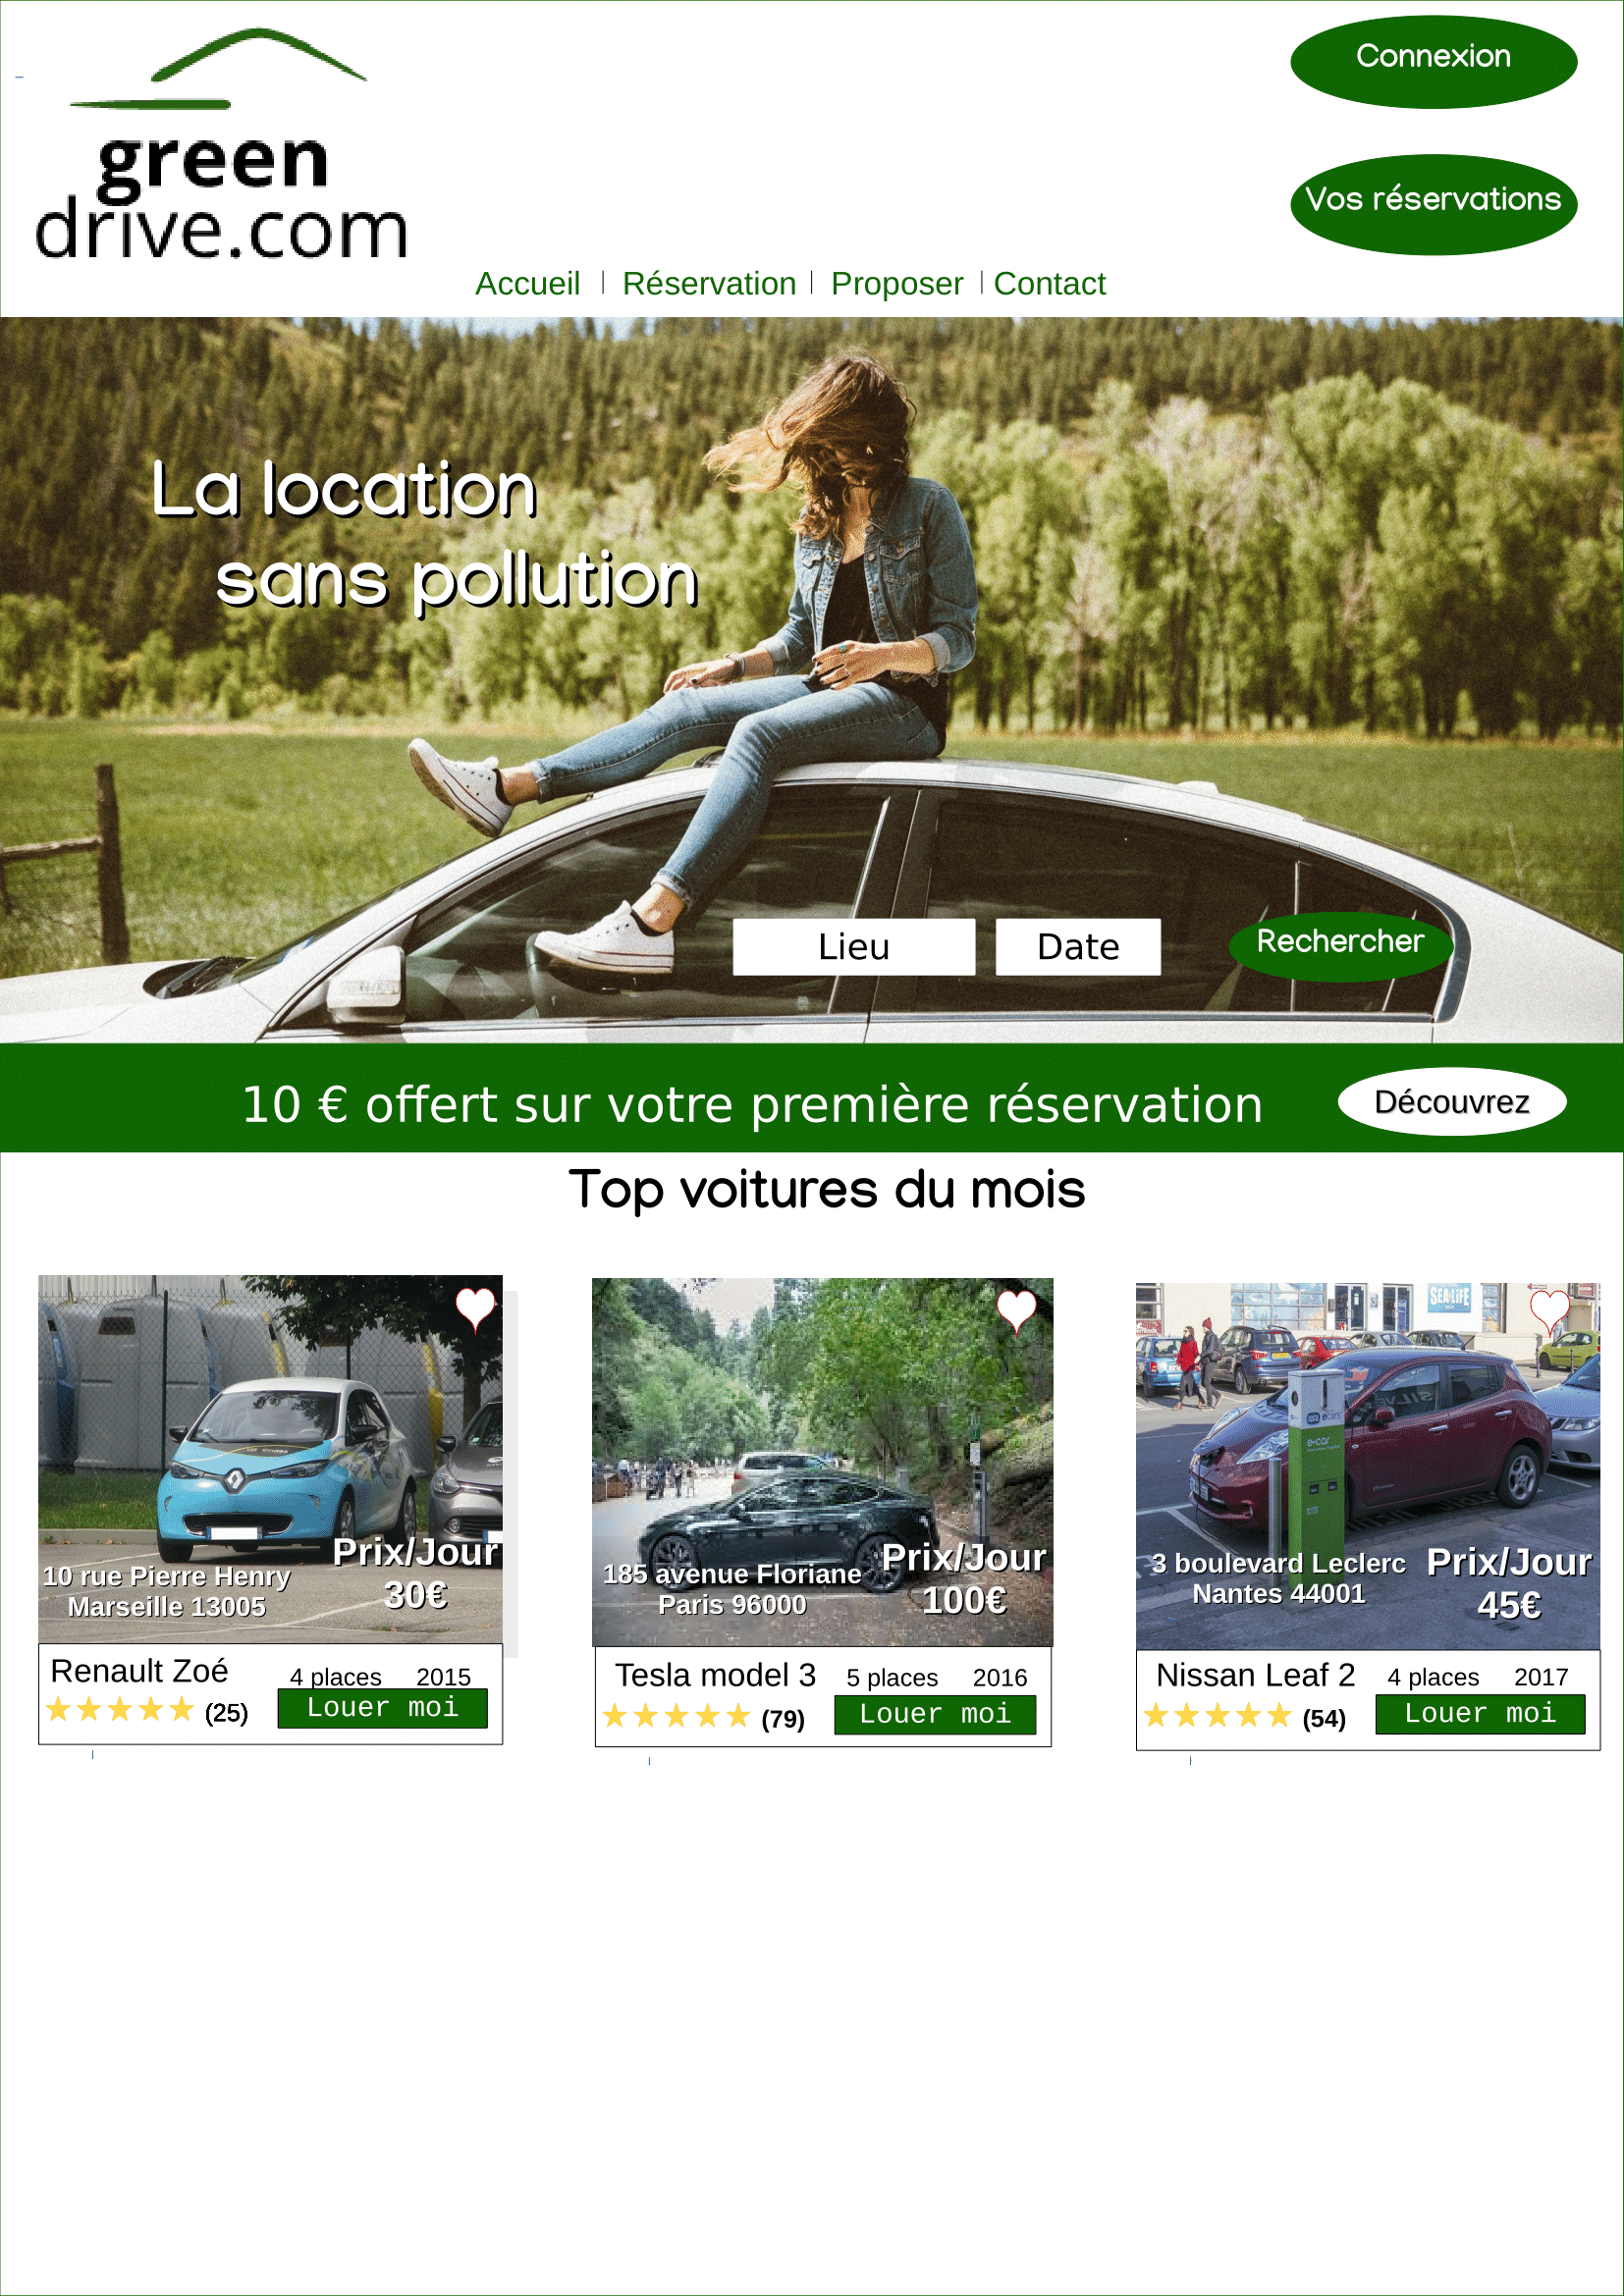 green
drive.com
Connexion
Vos réservations
Accueil Réservation Proposer Contact
La location
sans pollution
Lieu Date Rechercher
10 € offert sur votre première réservation Découvrez
Top voitures du mois
10 rue Pierre Henry
Marseille 13005
Prix/Jour
30€
Renault Zoé 4 places 2015
(25) Louer moi
185 avenue Floriane
Paris 96000
Prix/Jour
100€
Tesla model 3 5 places 2016
(79) Louer moi
SEA LIFE
ecars
e-car
3 boulevard Leclerc
Nantes 44001
Prix/Jour
45€
Nissan Leaf 2 4 places 2017
(54) Louer moi